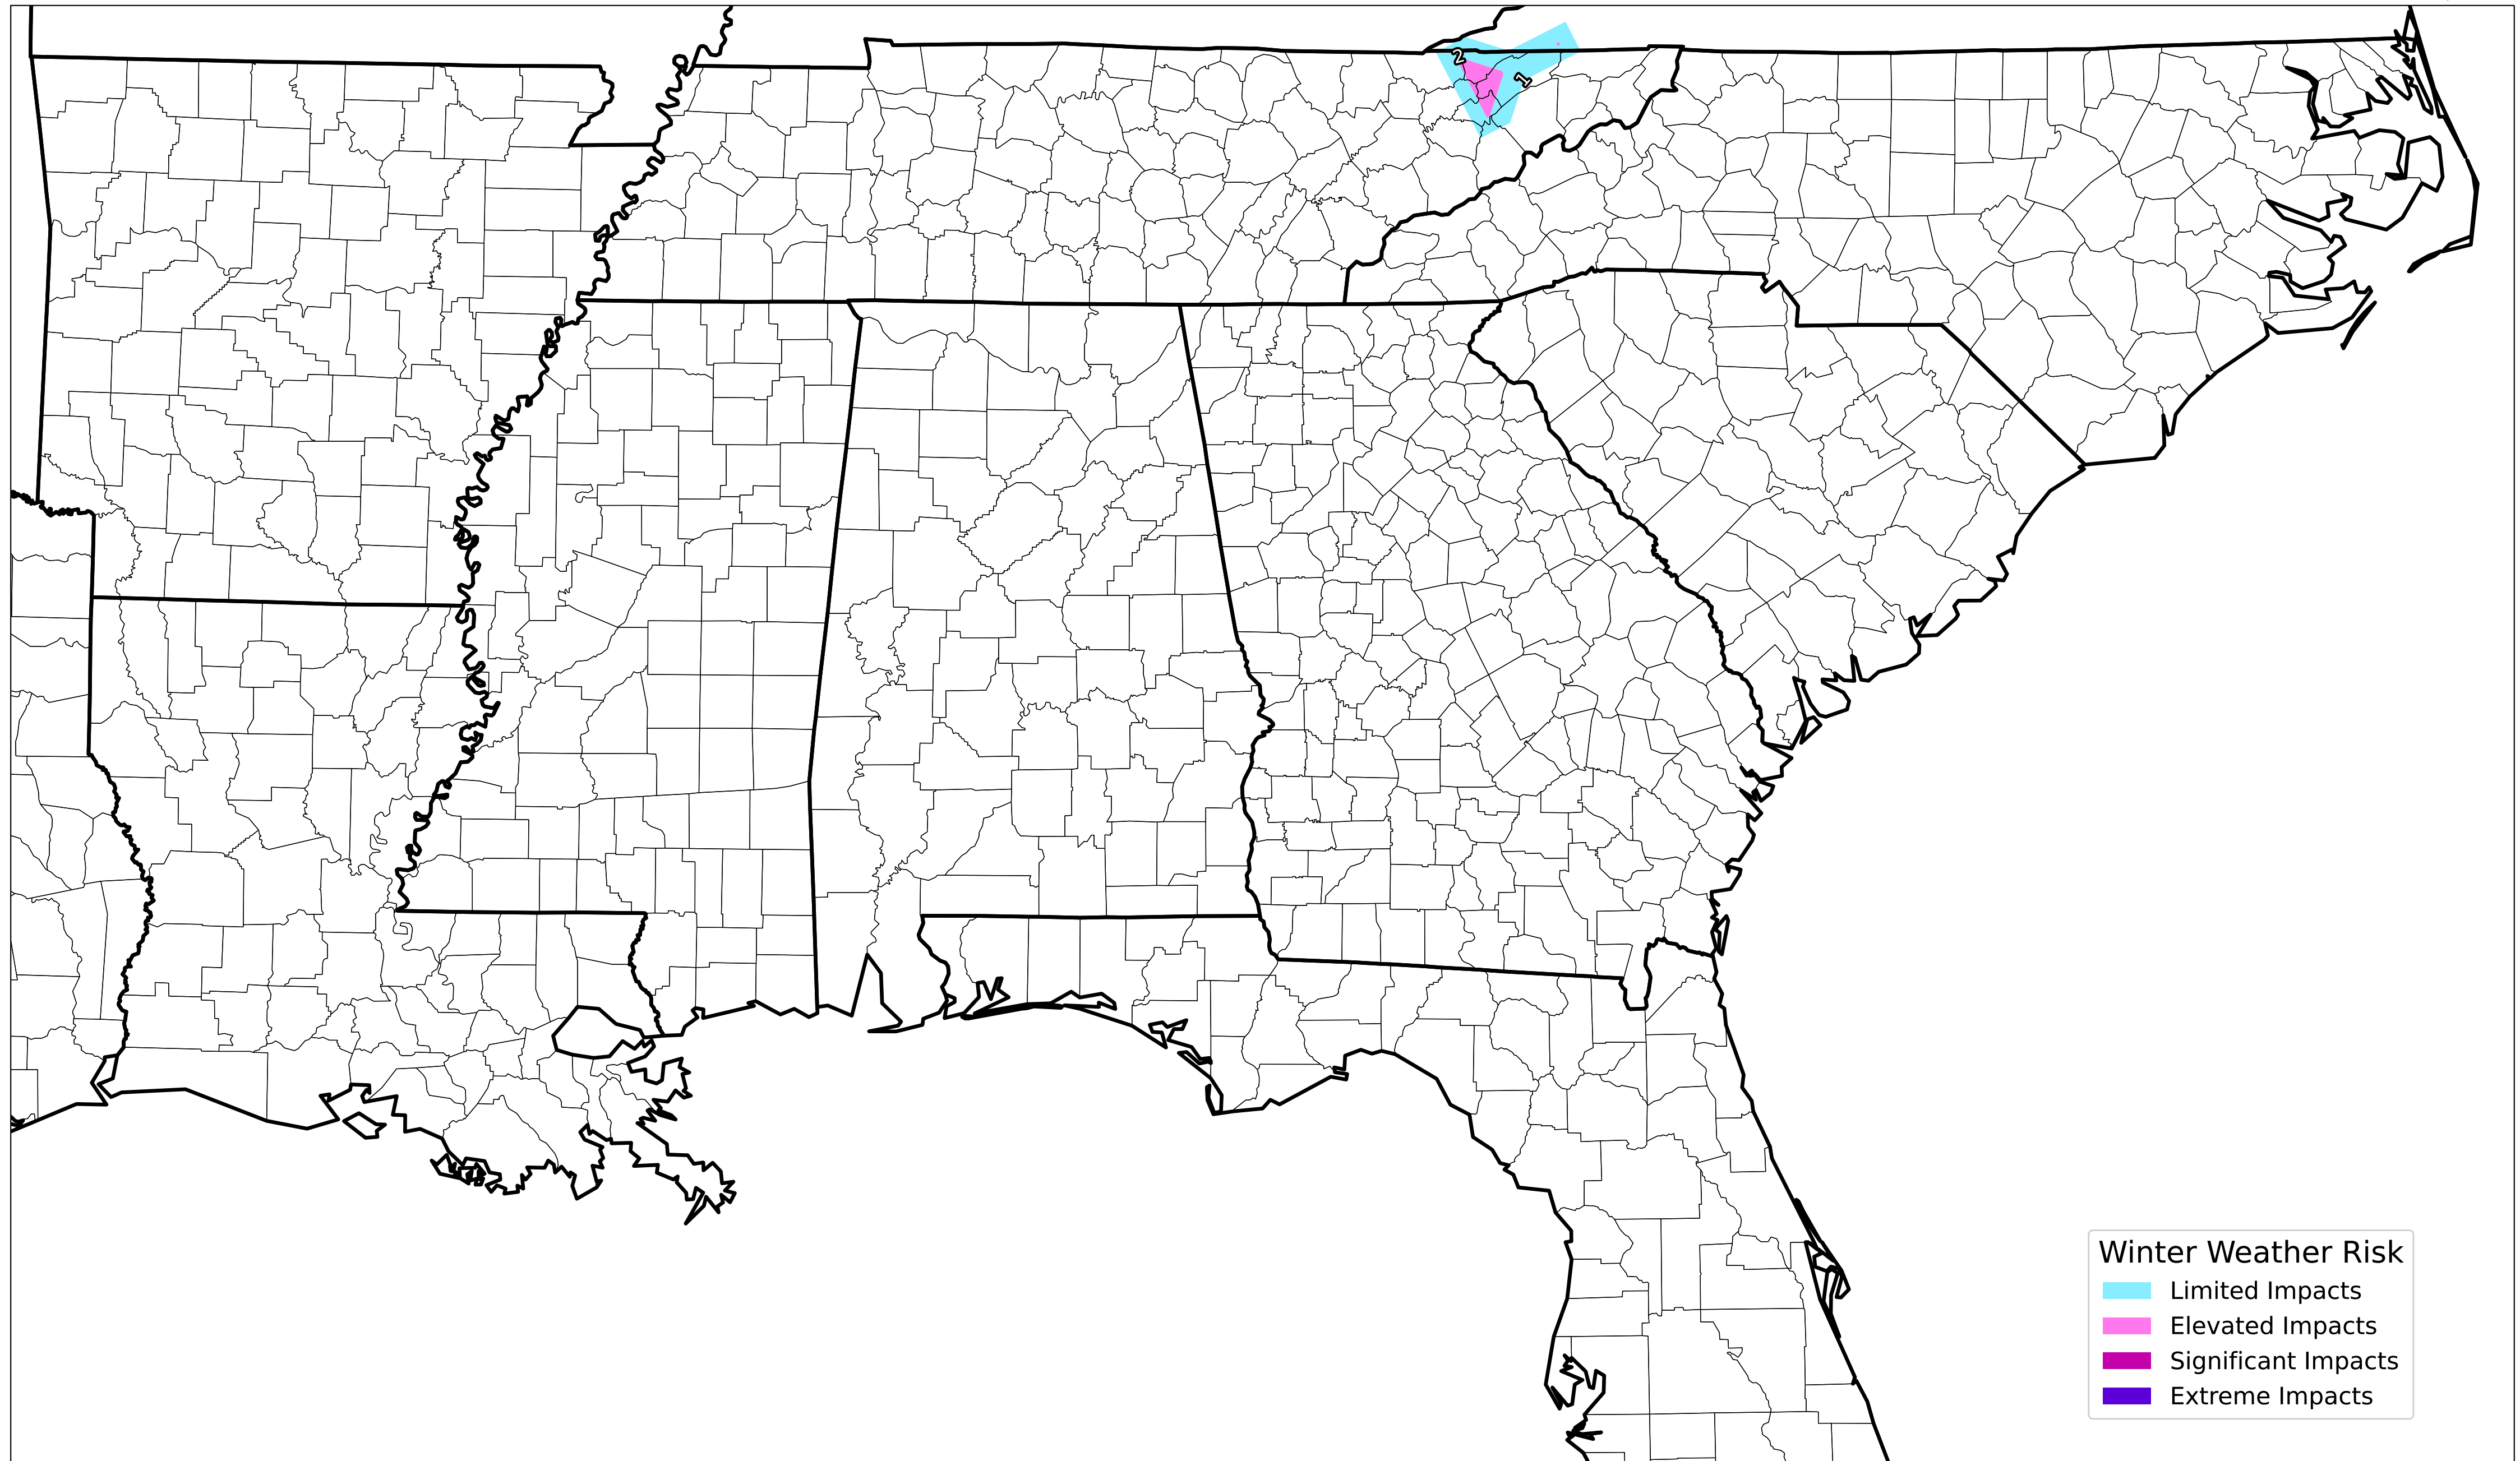 2
1
Winter Weather Risk
Limited Impacts
Elevated Impacts
Significant Impacts
Extreme Impacts